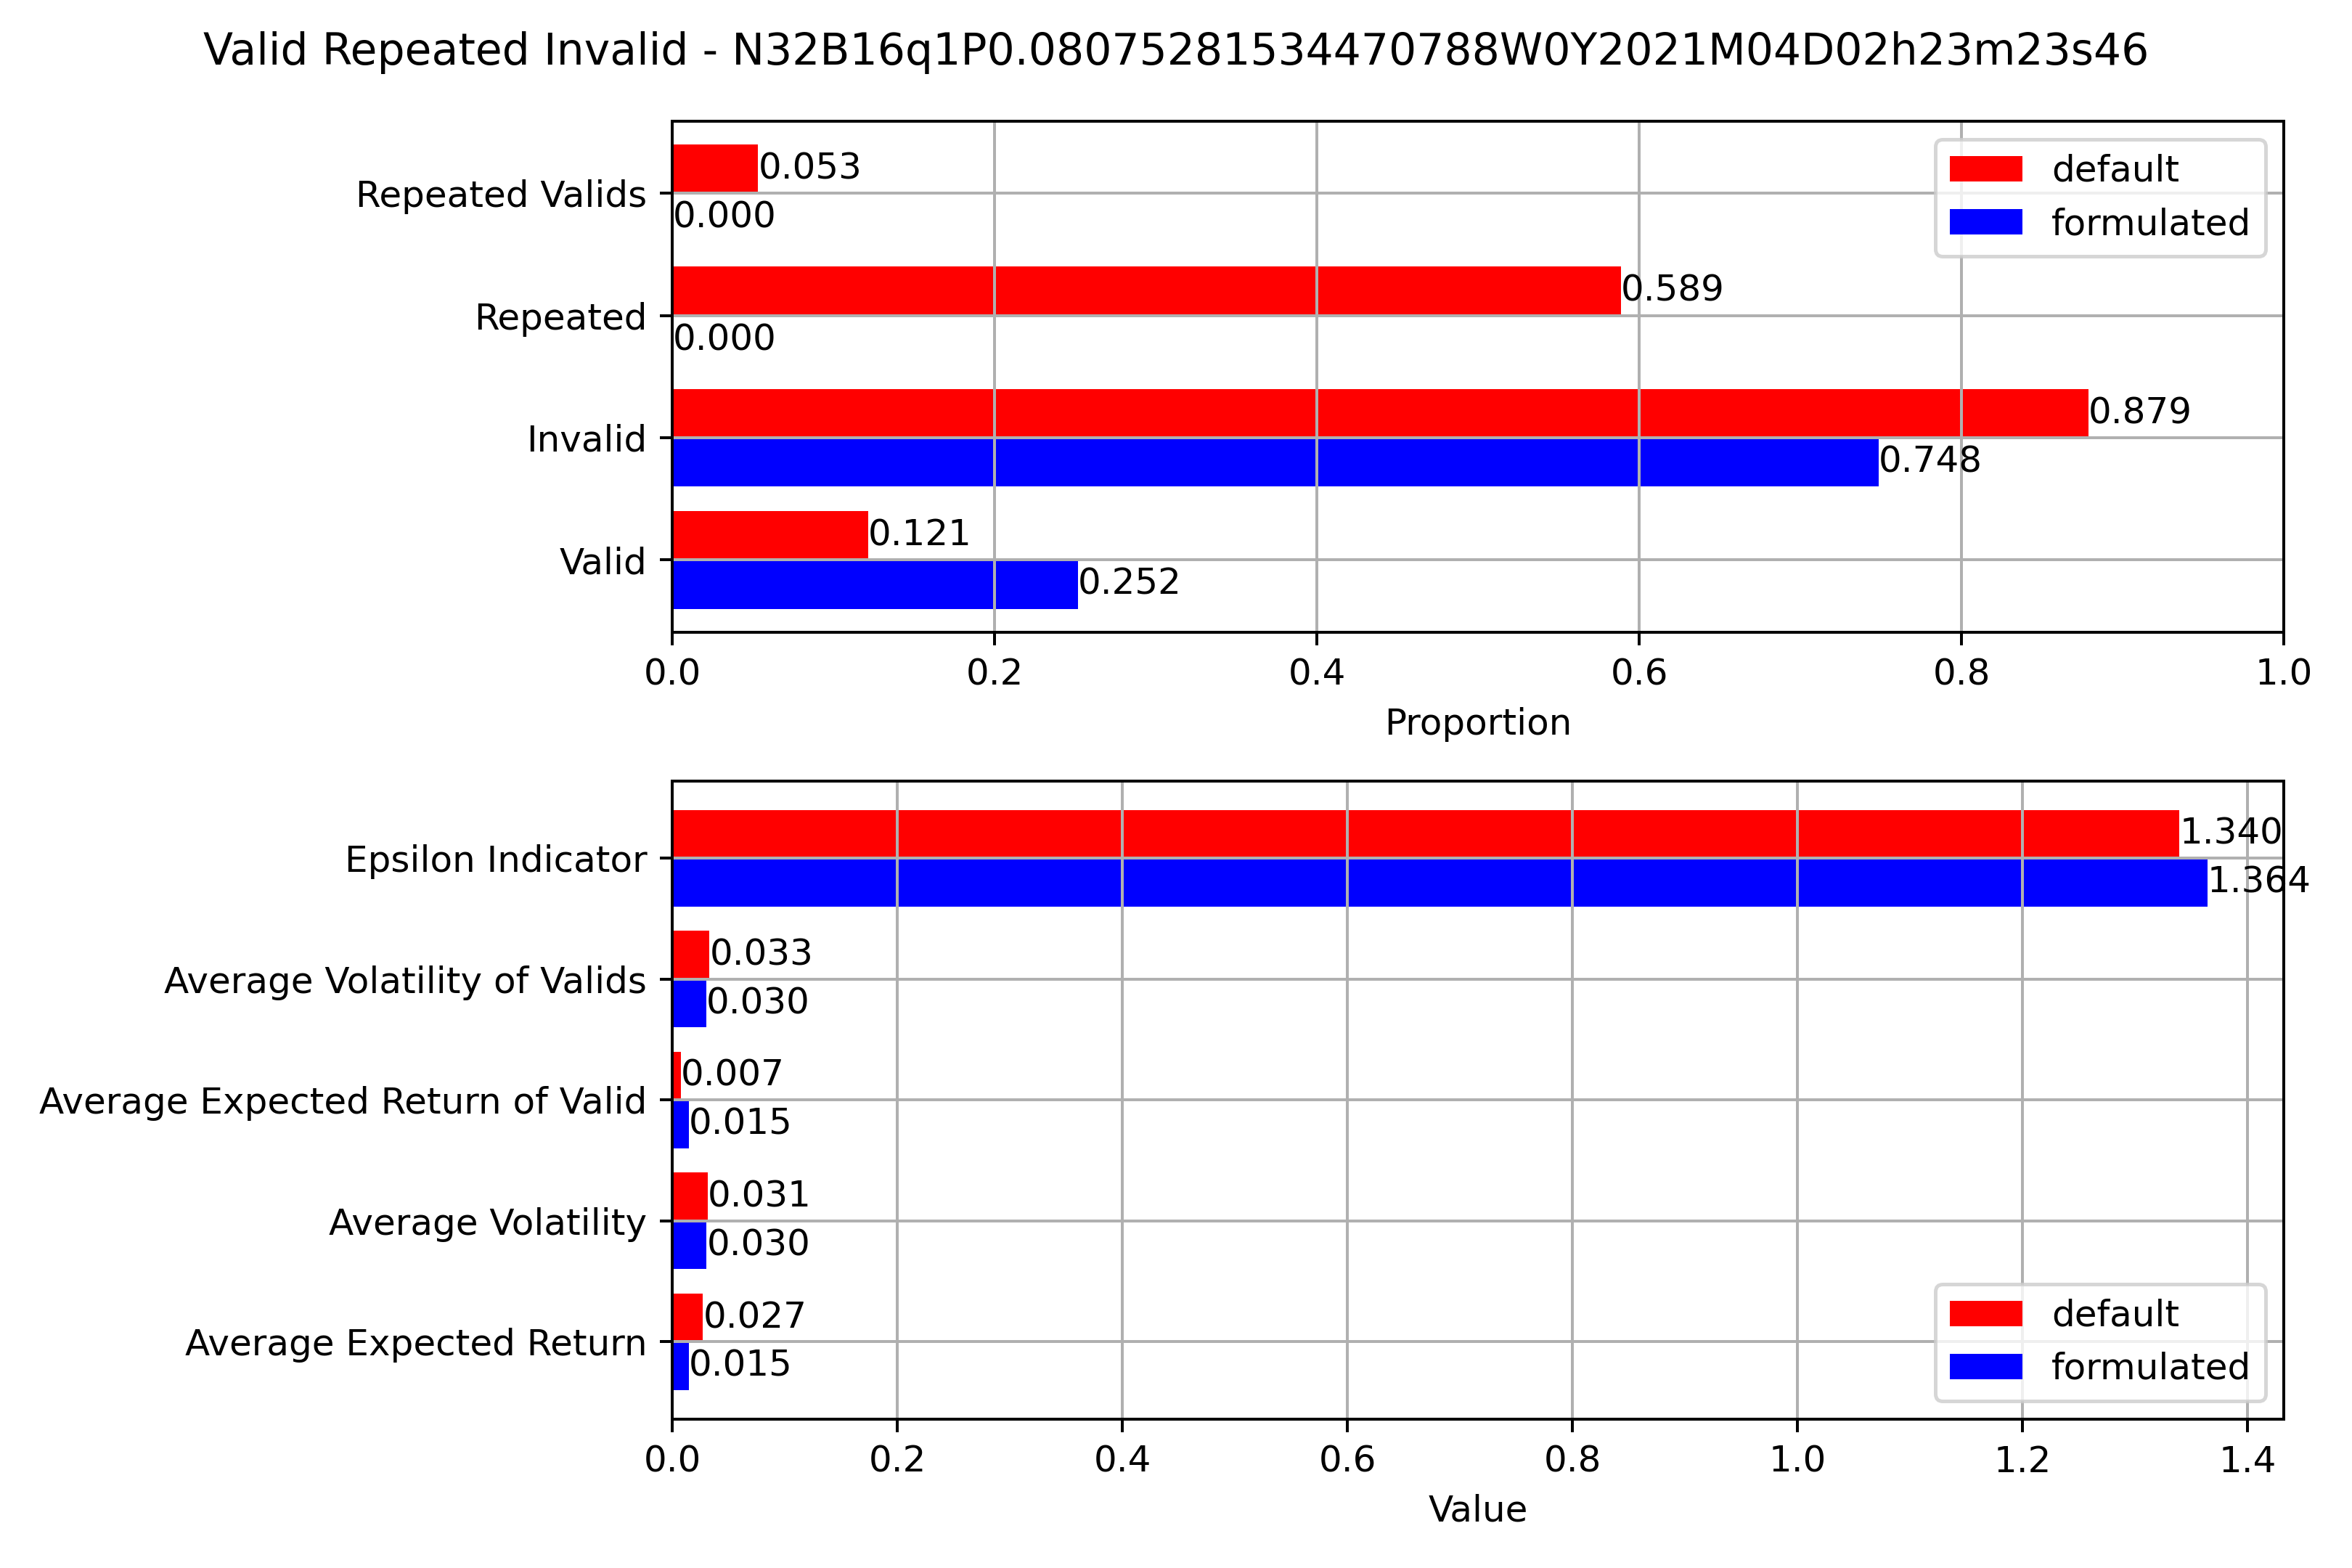 Valid Repeated Invalid - N32B16q1P0.08075281534470788W0Y2021M04D02h23m23s46
default
formulated
Repeated Valids
0.053
0.000
Repeated
0.589
0.000
Invalid
0.879
0.748
Valid
0.121
0.252
0.0 0.2 0.4 0.6 0.8 1.0
Proportion
Epsilon Indicator
1.340
1.364
Average Volatility of Valids
0.033
0.030
Average Expected Return of Valid
0.007
0.015
Average Volatility
0.031
0.030
Average Expected Return
0.027
0.015
default
formulated
0.0 0.2 0.4 0.6 0.8 1.0 1.2 1.4
Value